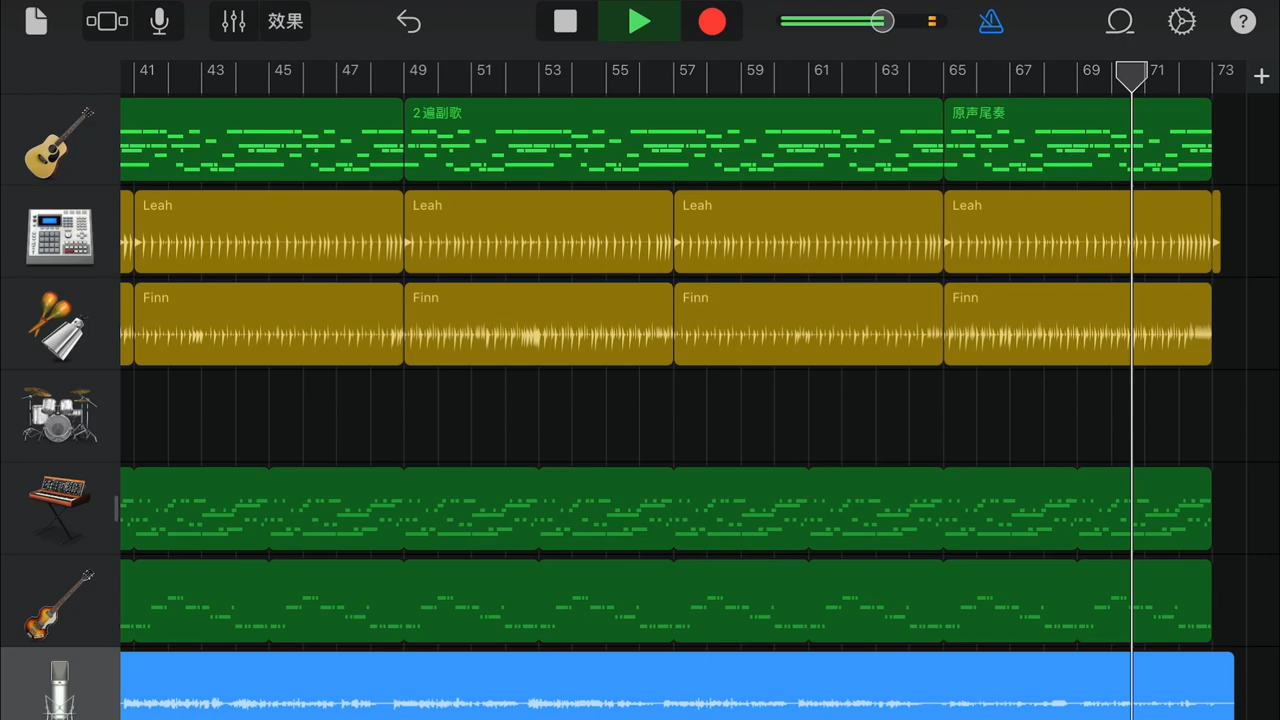 效果
?
41 43 45 47 49 51 53 55 57 59 61 63 65 67 69 71 73 +
2遍副歌 原声尾奏
Leah Leah Leah Leah
Finn Finn Finn Finn